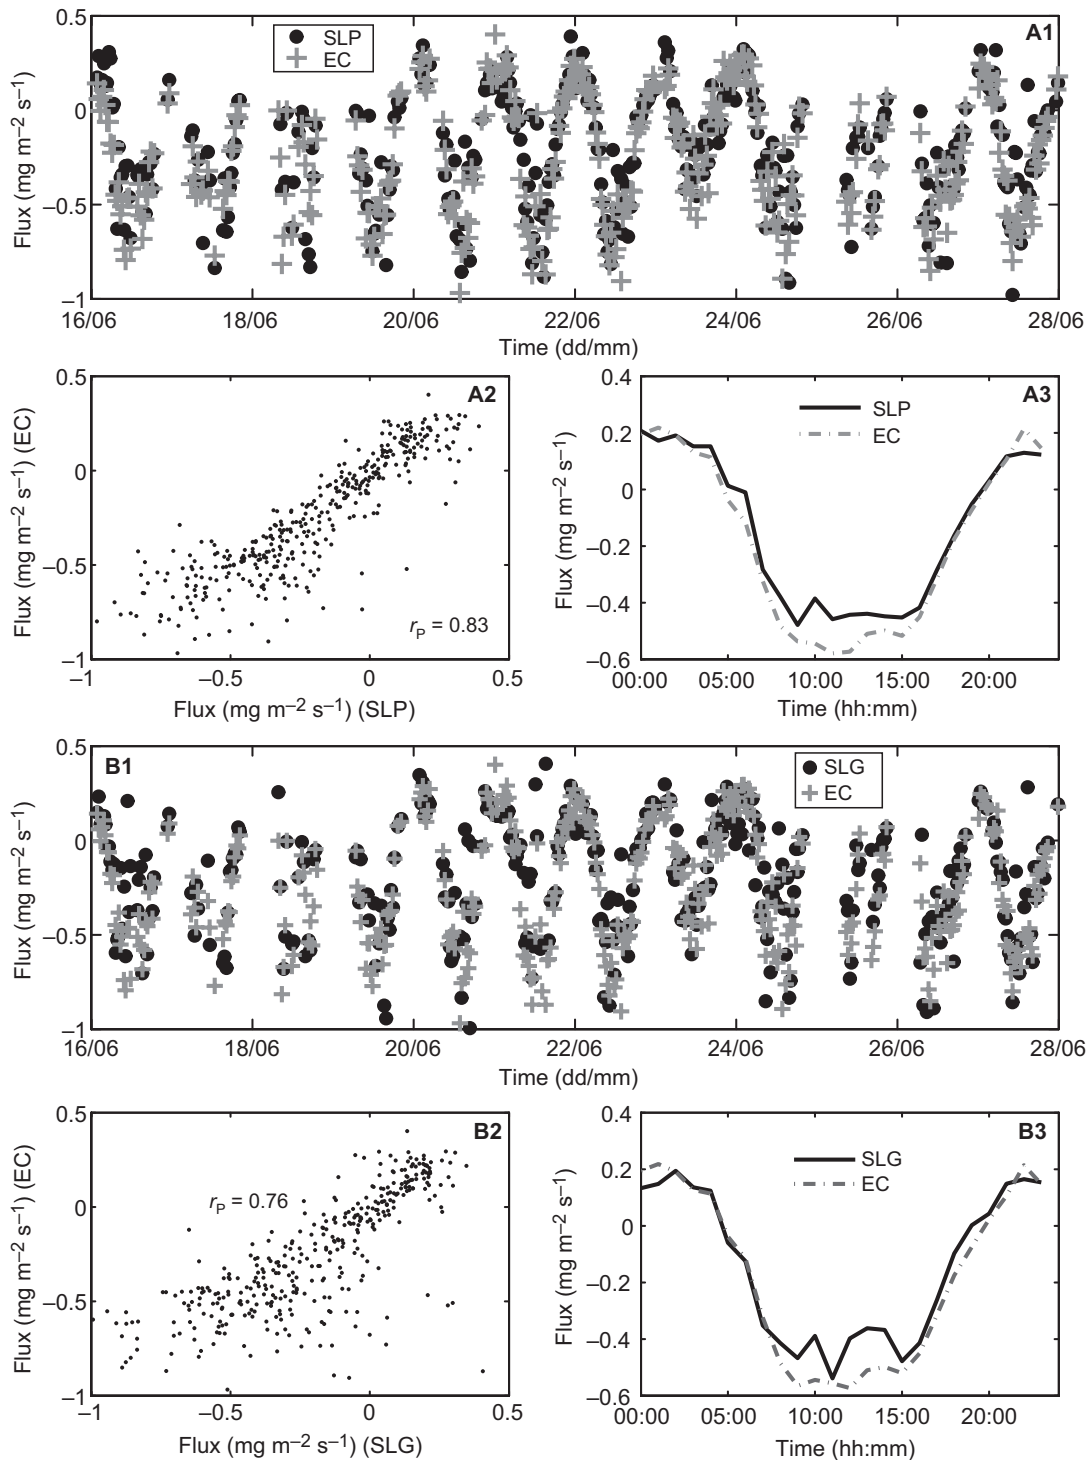 A1
SLP
EC
0.5
0
–0.5
–1
Flux (mg m–2 s–1)
16/06 18/06 20/06 22/06 24/06 26/06 28/06
Time (dd/mm)
A2
0.5
0
–0.5
–1
Flux (mg m–2 s–1) (EC)
rP = 0.83
–1 –0.5 0 0.5
Flux (mg m–2 s–1) (SLP)
A3
SLP
EC
0.4
0.2
0
–0.2
–0.4
–0.6
Flux (mg m–2 s–1)
00:00 05:00 10:00 15:00 20:00
Time (hh:mm)
B1
SLG
EC
0.5
0
–0.5
–1
Flux (mg m–2 s–1)
16/06 18/06 20/06 22/06 24/06 26/06 28/06
Time (dd/mm)
B2
0.5
0
–0.5
–1
Flux (mg m–2 s–1) (EC)
rP = 0.76
–1 –0.5 0 0.5
Flux (mg m–2 s–1) (SLG)
B3
SLG
EC
0.4
0.2
0
–0.2
–0.4
–0.6
Flux (mg m–2 s–1)
00:00 05:00 10:00 15:00 20:00
Time (hh:mm)